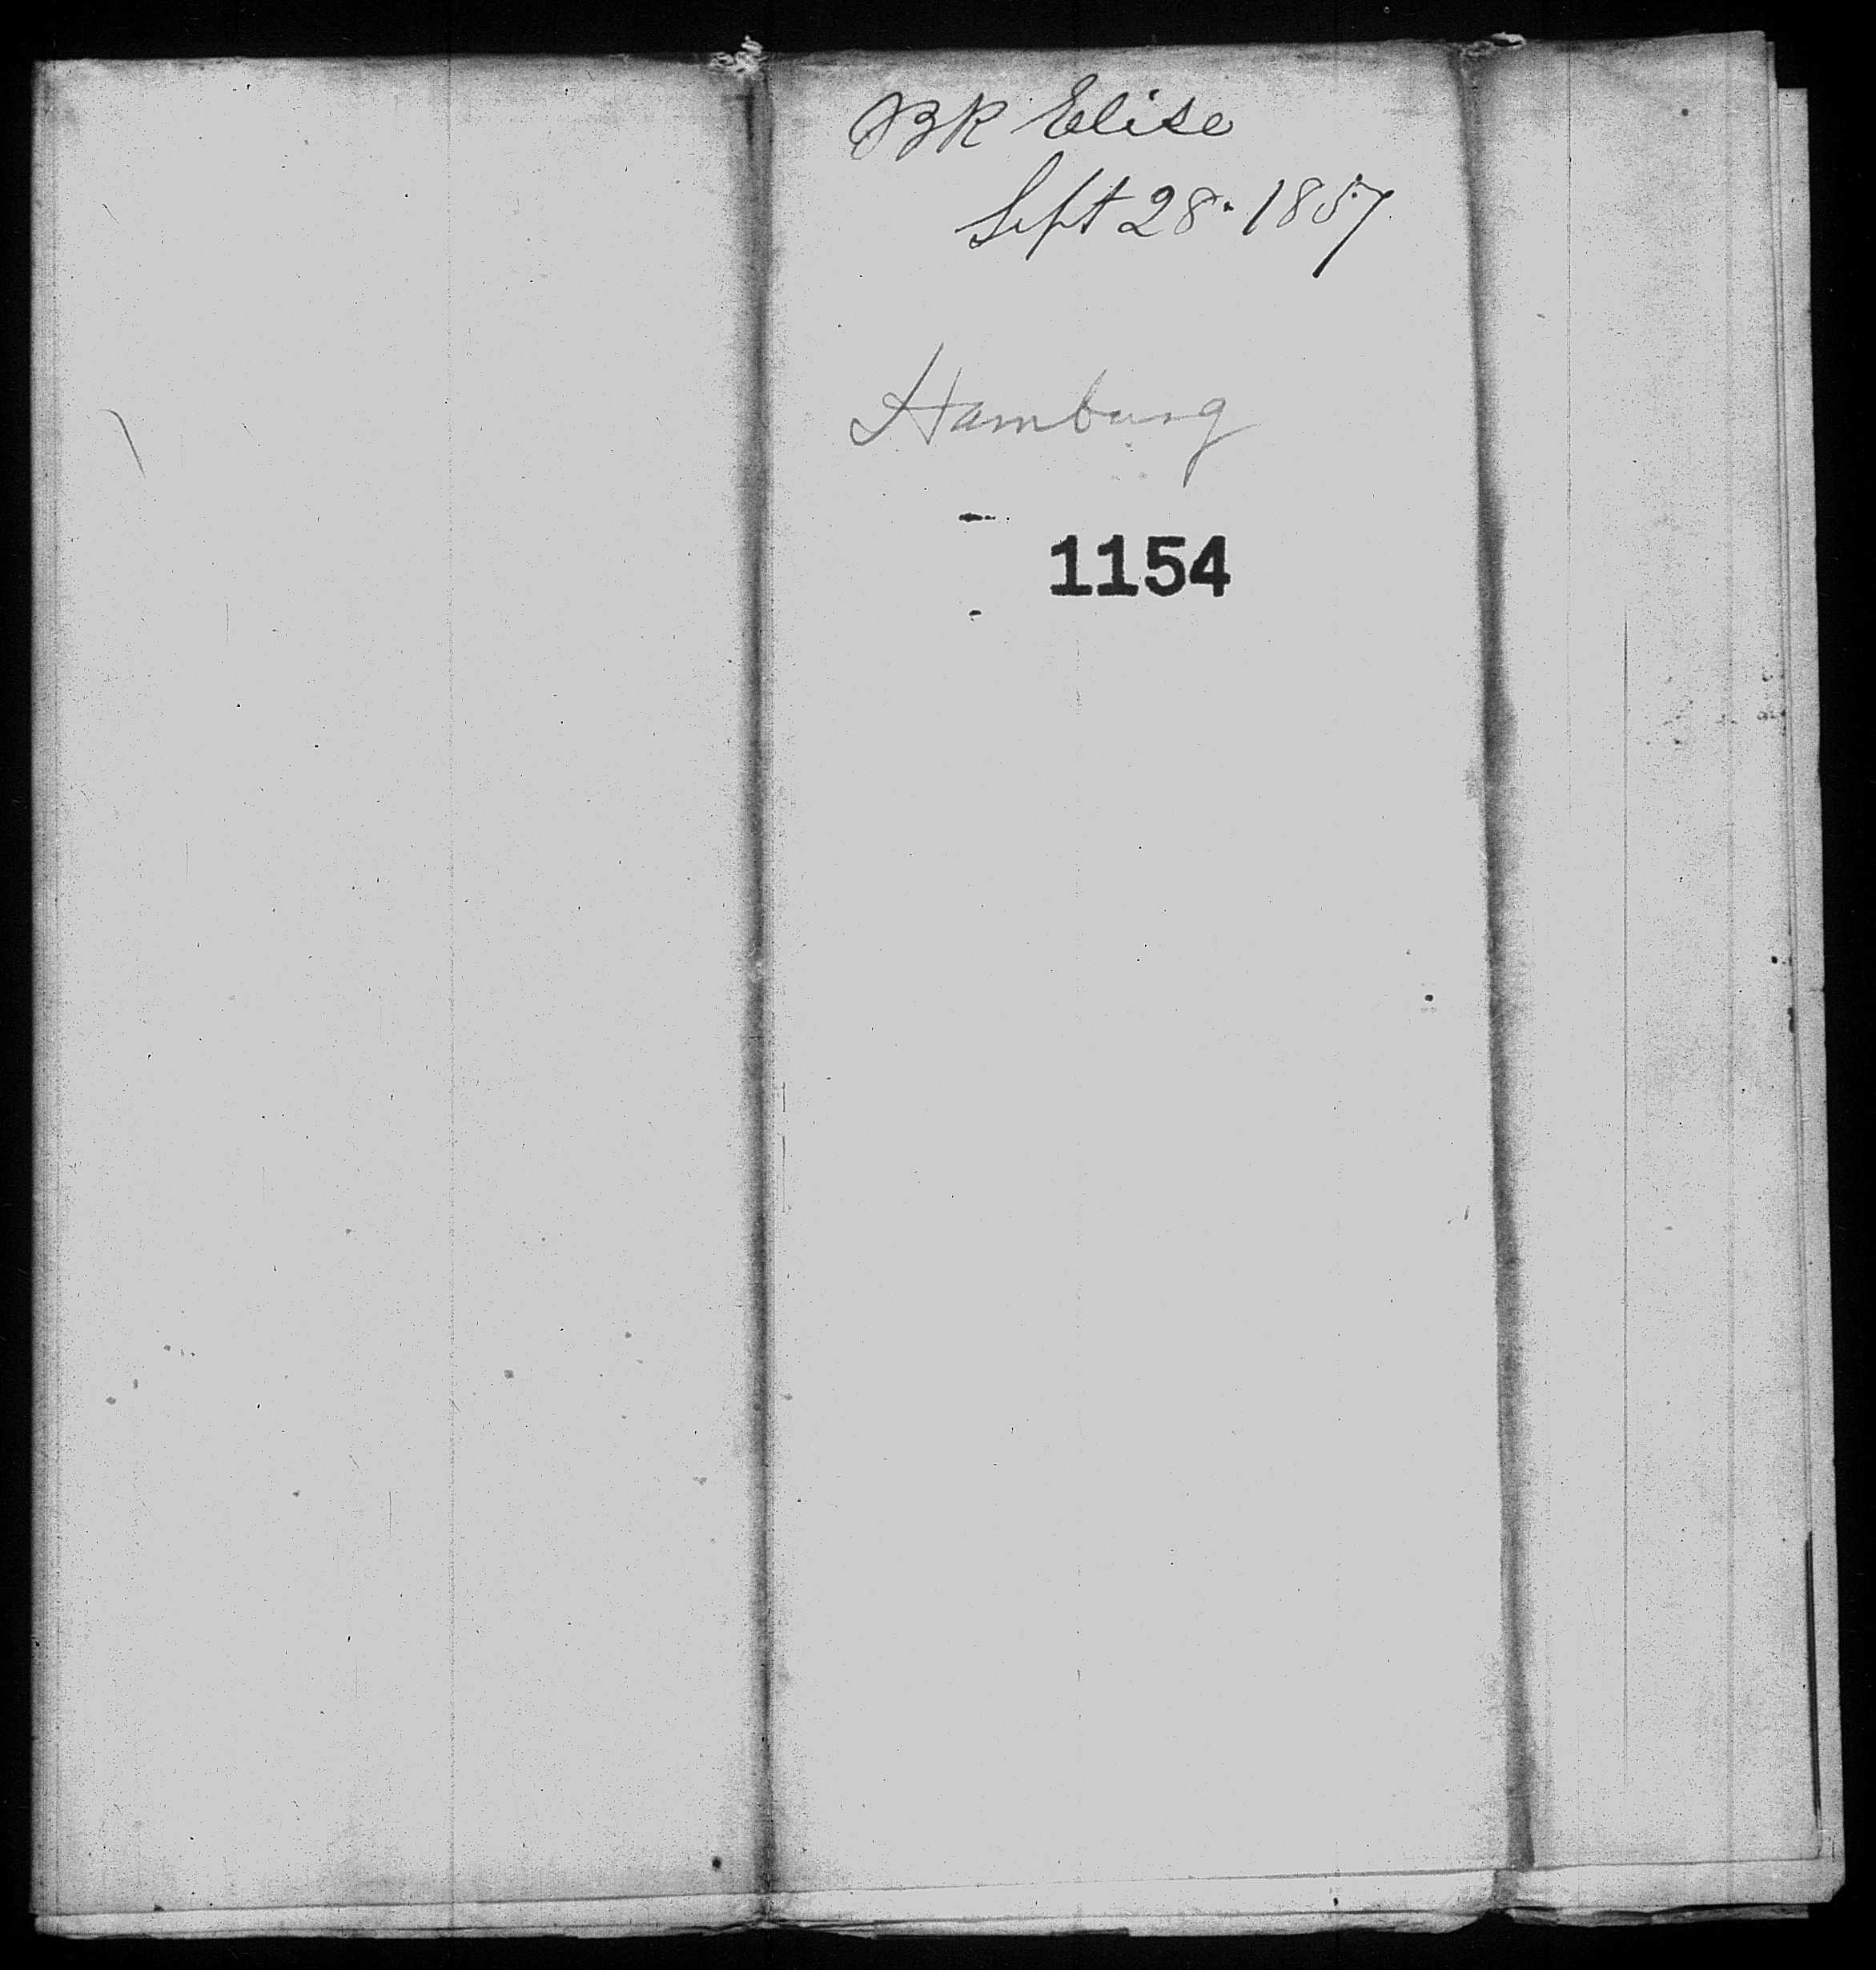 BK Elise
Sept 28. 1857
Hamburg
1154